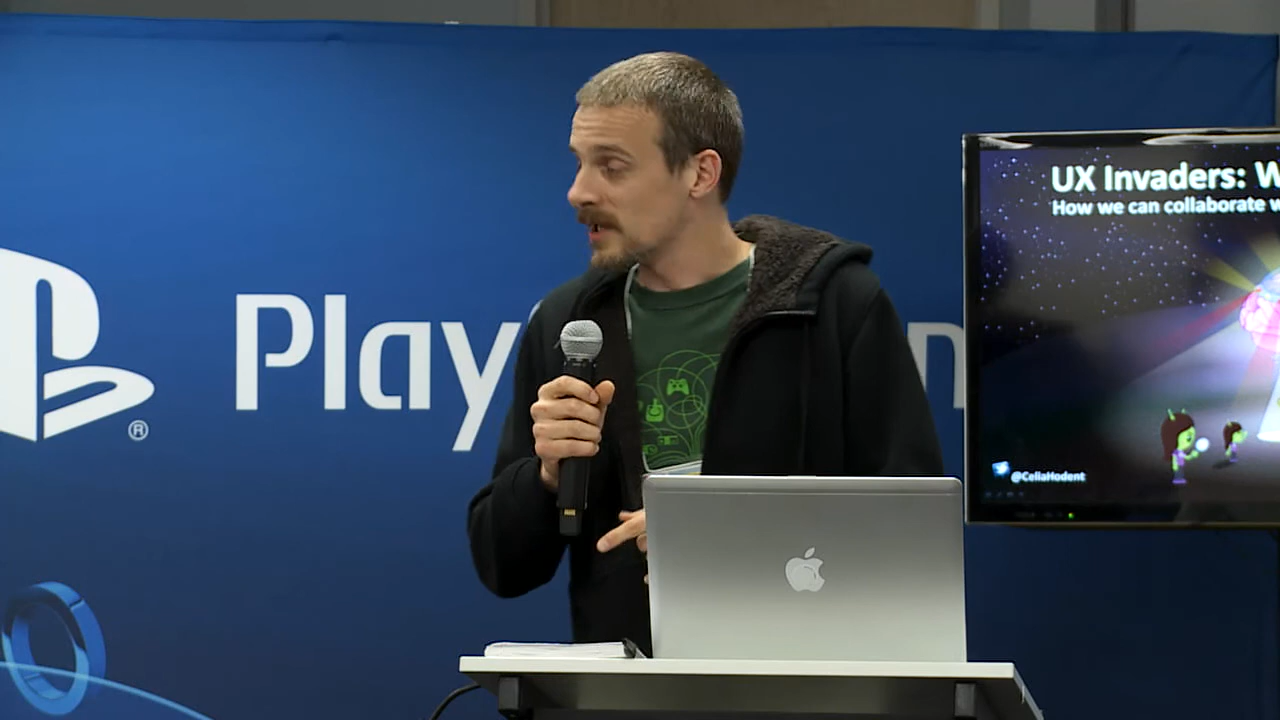 Play
n
®
UX Invaders: W
How we can collaborate w
@CeliaHodent